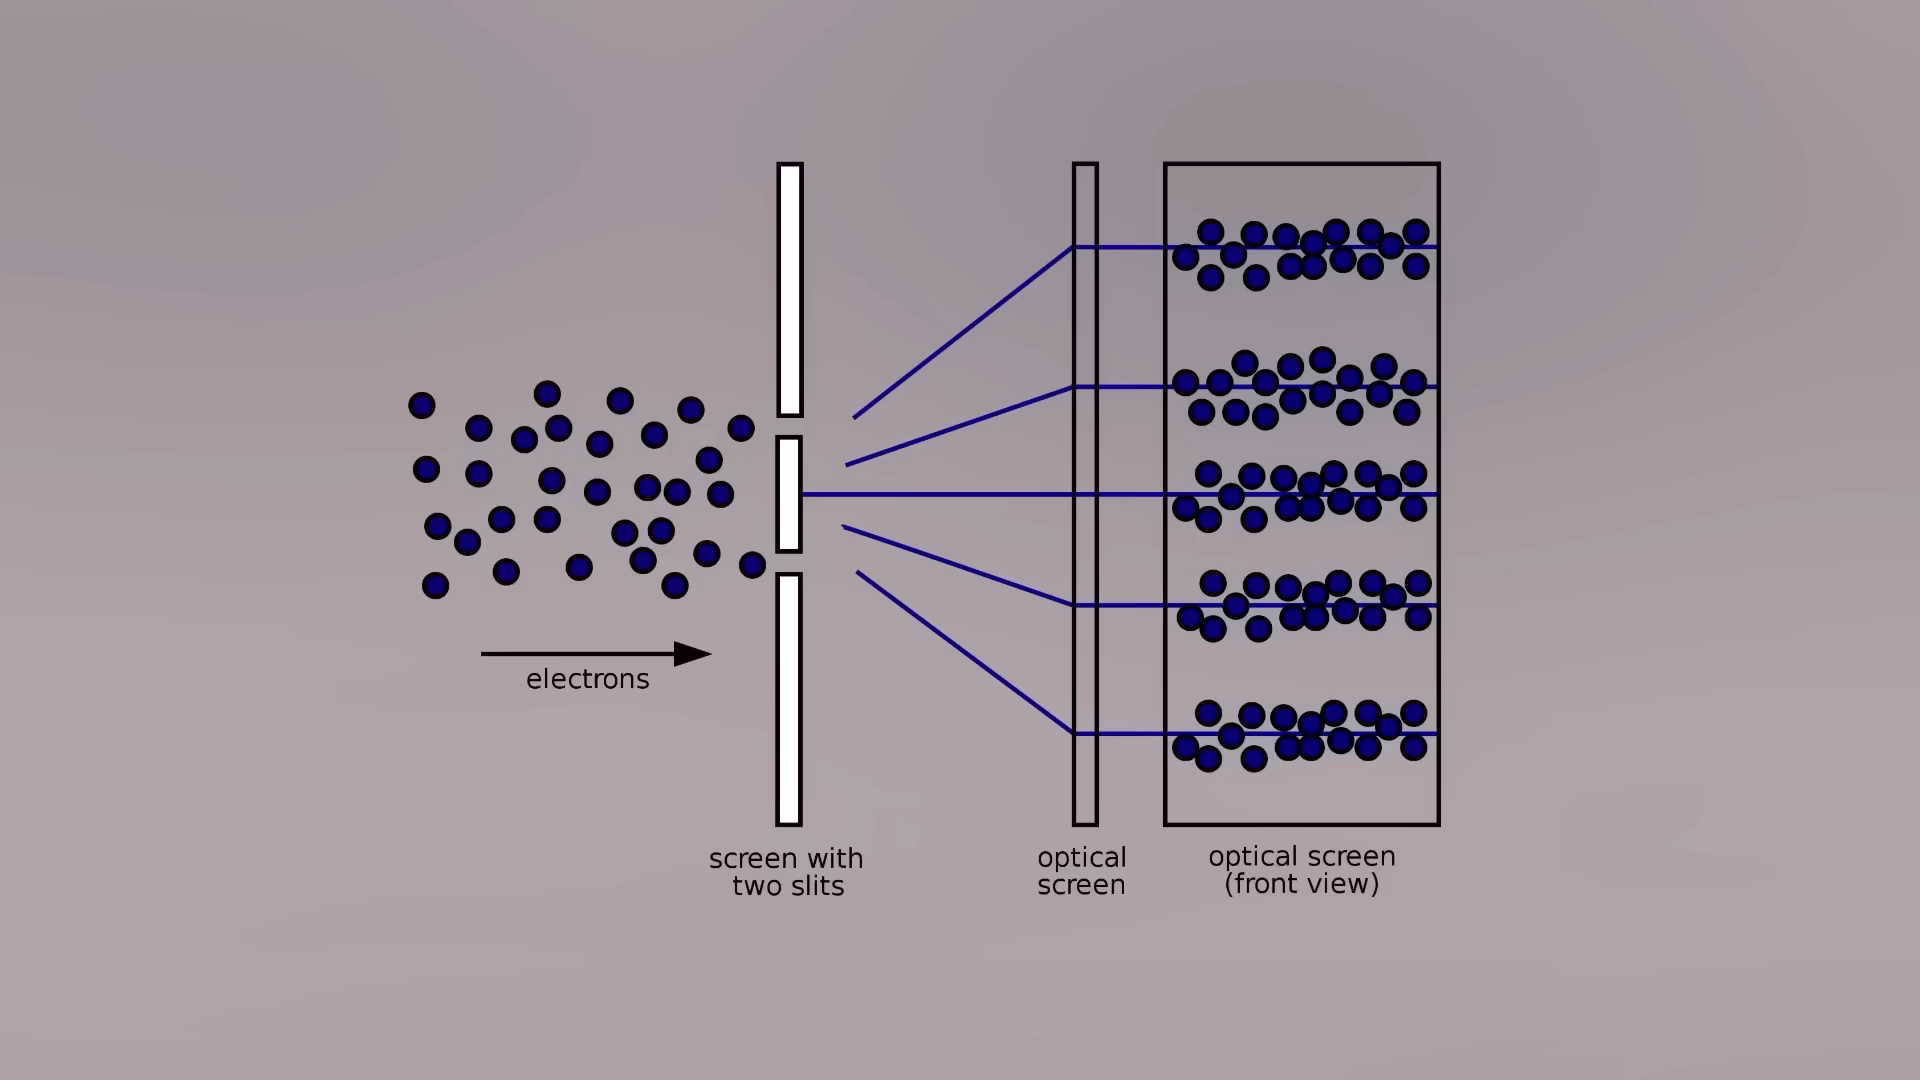 electrons
screen with
two slits
optical
screen
optical screen
(front view)